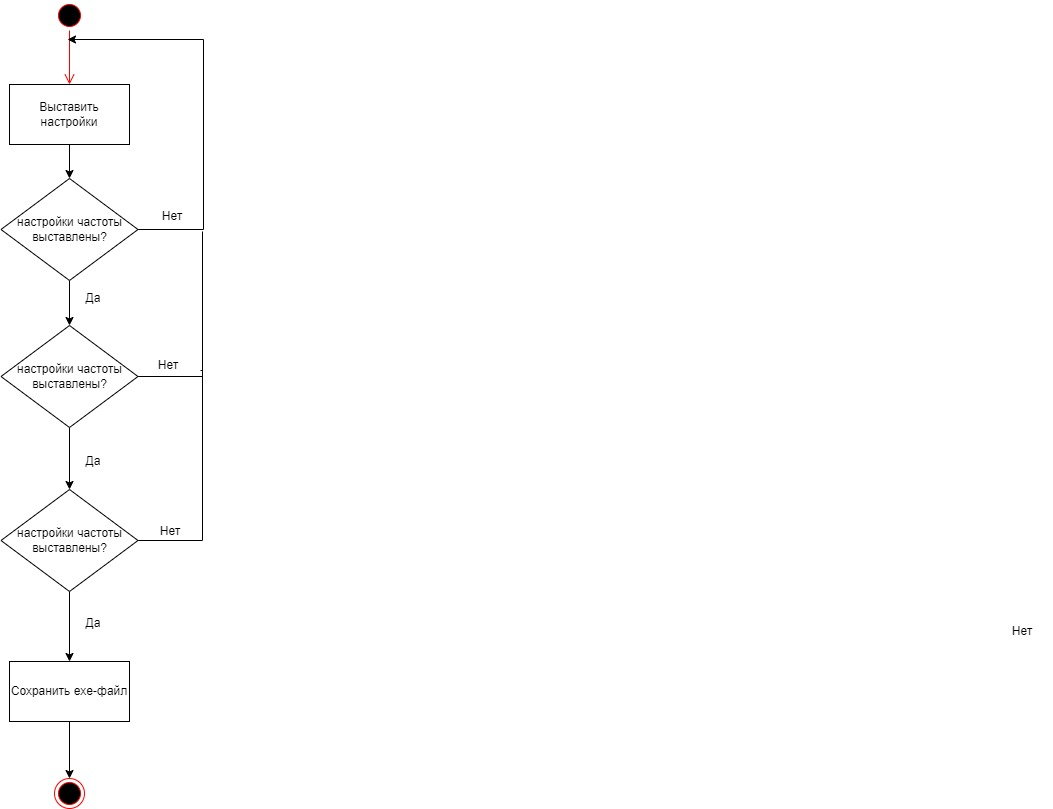 Выставить
настройки
настройки частоты
выставлены?
Нет
Да
настройки частоты
выставлены?
Нет
Да
настройки частоты
выставлены?
Нет
Да
Нет
Сохранить exe-файл